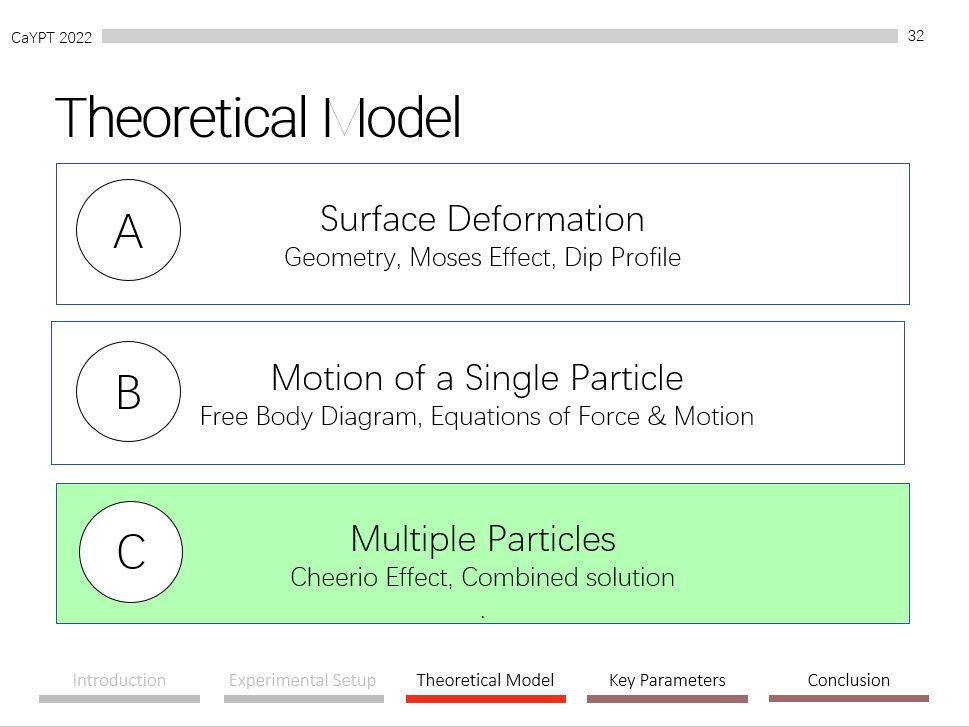 CaYPT 2022
32
Theoretical Model
A
Surface Deformation
Geometry, Moses Effect, Dip Profile
B
Motion of a Single Particle
Free Body Diagram, Equations of Force & Motion
C
Multiple Particles
Cheerio Effect, Combined solution
.
Introduction
Experimental Setup
Theoretical Model
Key Parameters
Conclusion